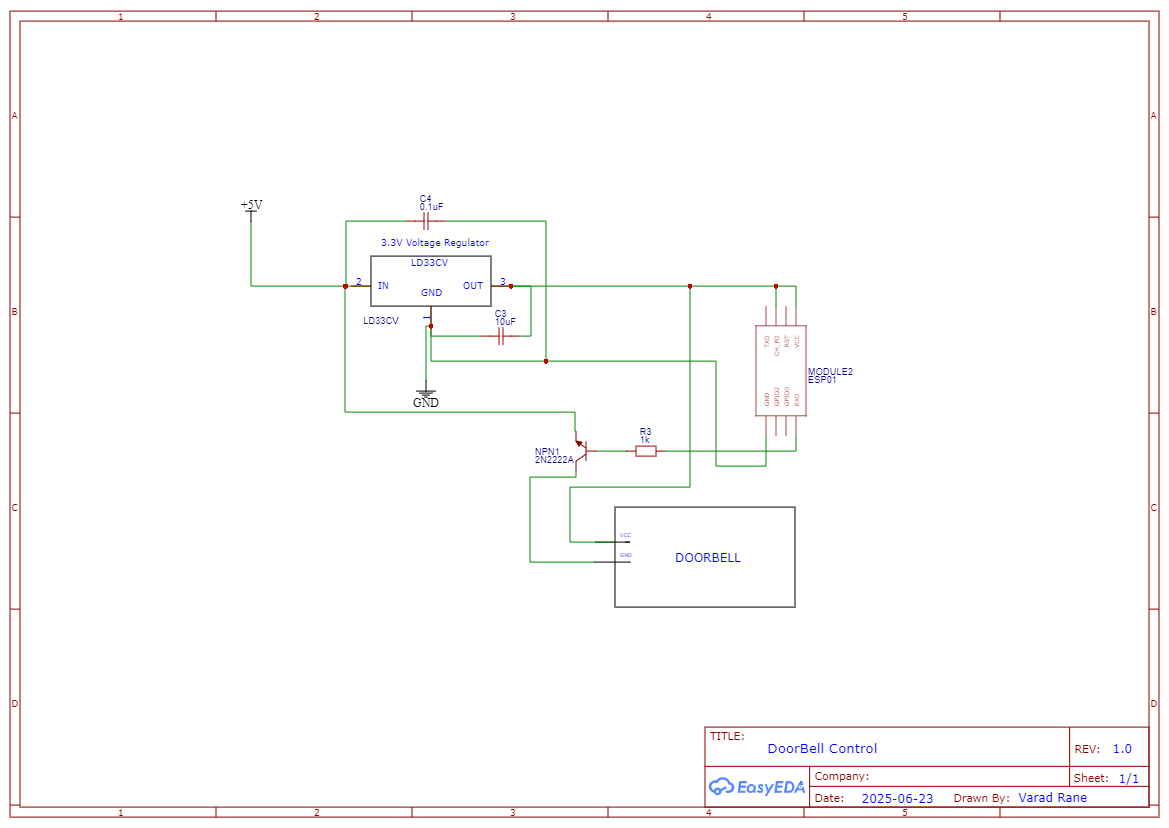 1 2 3 4 5
A A
+5V
C4
0.1uF
3.3V Voltage Regulator
LD33CV
2 IN OUT 3
GND
1
LD33CV
C3
10uF
B B
TXD CH_PD RST VCC
GND GPIO2 GPIO0 RXD
MODULE2
ESP01
GND
R3
1k
NPN1
2N2222A
C C
VCC
GND
DOORBELL
D D
TITLE:
DoorBell Control
REV: 1.0
EasyEDA
Company:
Sheet: 1/1
Date: 2025-06-23 Drawn By: Varad Rane
1 2 3 4 5